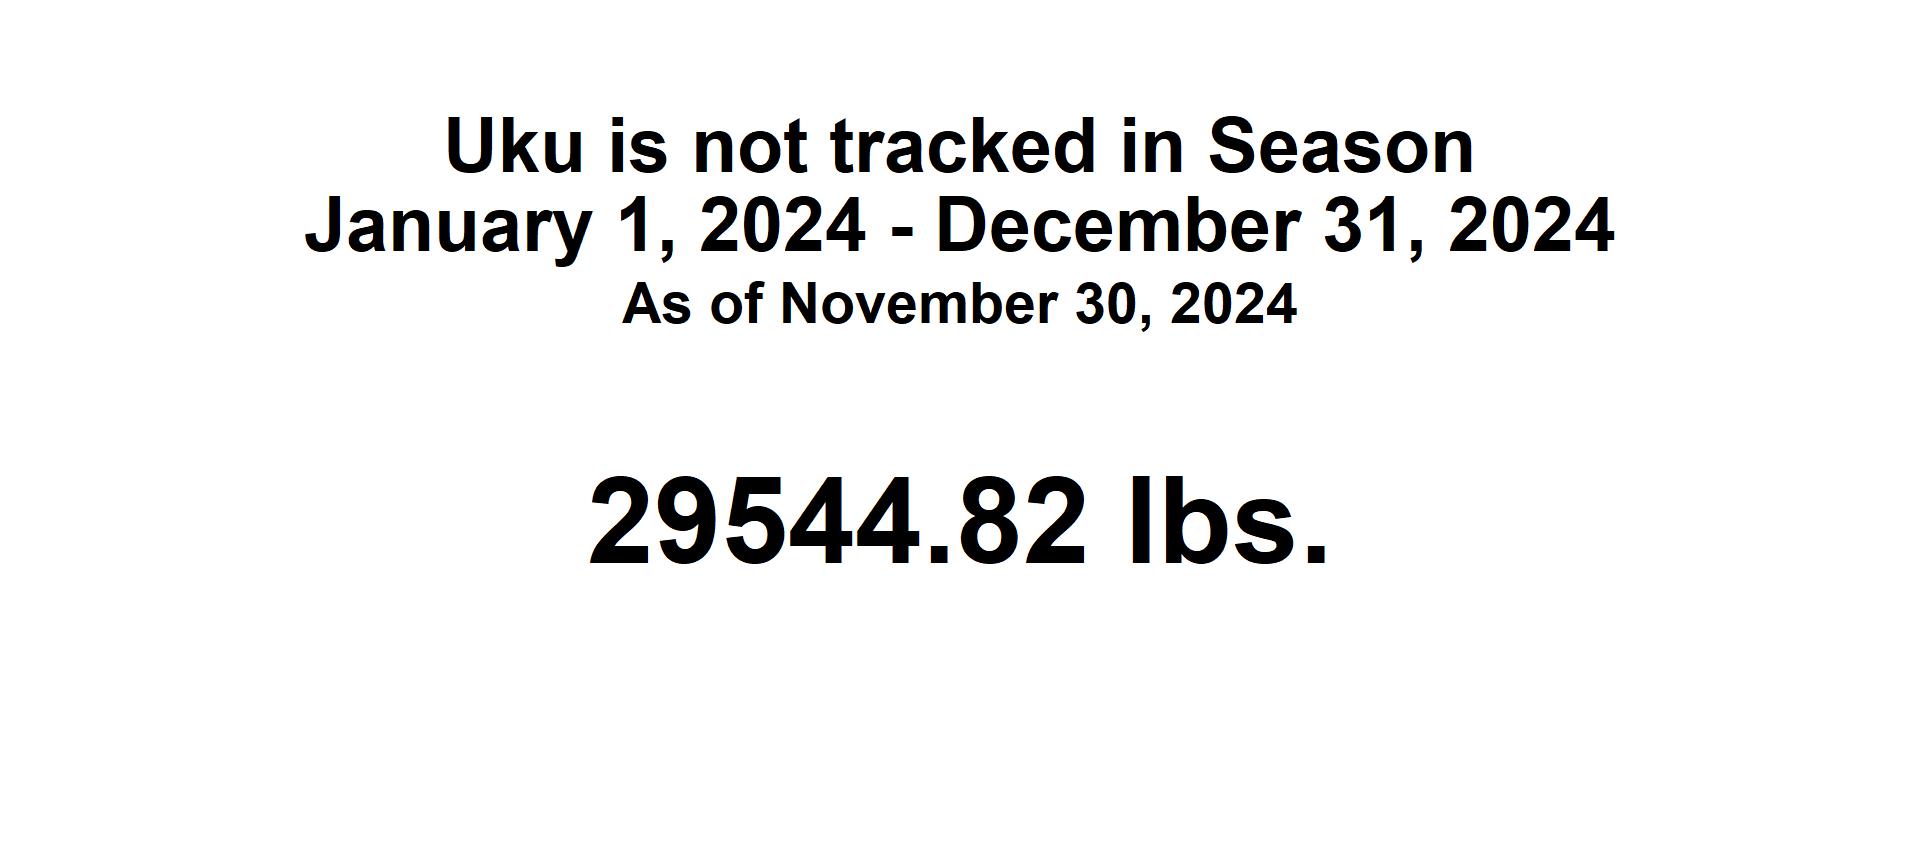 Uku is not tracked in Season
January 1, 2024 - December 31, 2024
As of November 30, 2024
29544.82 lbs.